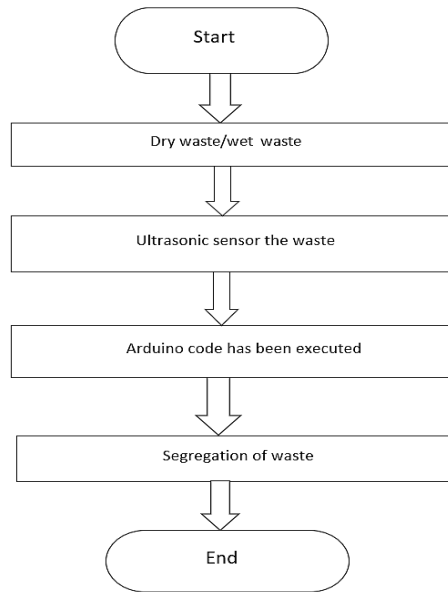 Start
Dry waste/wet waste
Ultrasonic sensor the waste
Arduino code has been executed
Segregation of waste
End